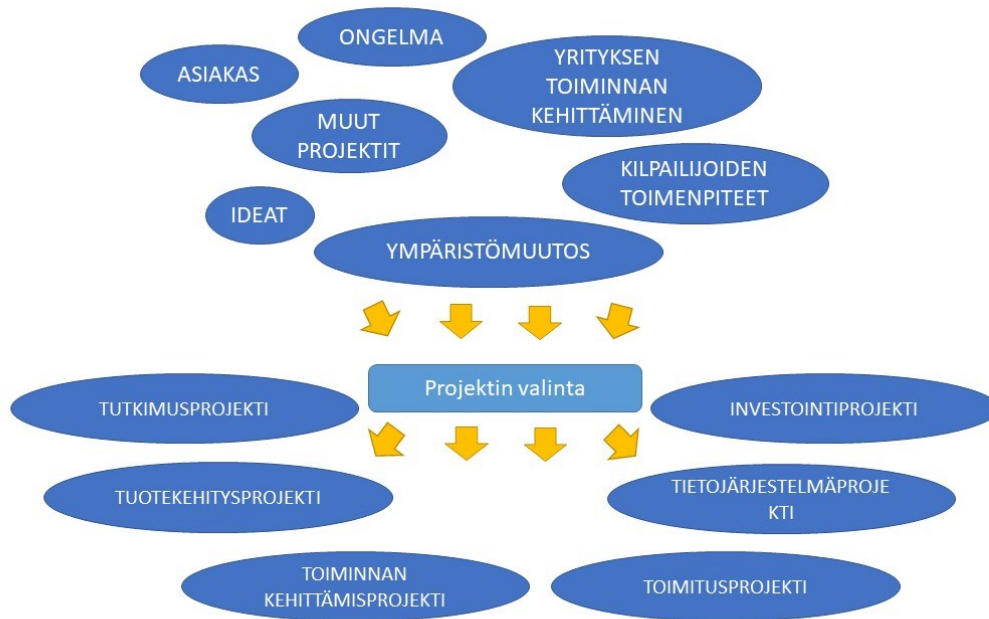 ONGELMA
ASIAKAS
YRITYKSEN
TOIMINNAN
KEHITTÄMINEN
MUUT
PROJEKTIT
KILPAILIJOIDEN
TOIMENPITEET
IDEAT
YMPÄRISTÖMUUTOS
Projektin valinta
TUTKIMUSPROJEKTI
INVESTOINTIPROJEKTI
TUOTEKEHITYSPROJEKTI
TIETOJÄRJESTELMÄPROJE
KTI
TOIMINNAN
KEHITTÄMISPROJEKTI
TOIMITUSPROJEKTI